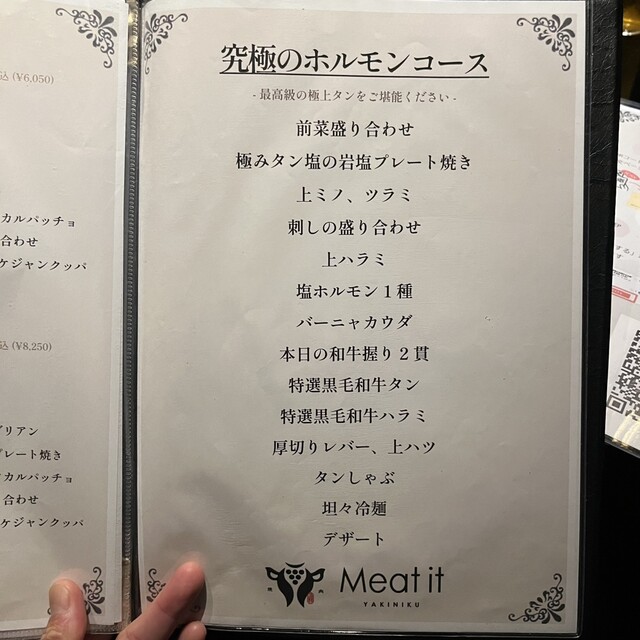 込 (¥6,050)
カルパッチョ
合わせ
ケジャンクッパ
込 (¥8,250)
ブリアン
プレート焼き
カルパッチョ
合わせ
ケジャンクッパ
究極のホルモンコース
- 最高級の極上タンをご堪能ください -
前菜盛り合わせ
極みタン塩の岩塩プレート焼き
上ミノ、ツラミ
刺しの盛り合わせ
上ハラミ
塩ホルモン1種
バーニャカウダ
本日の和牛握り2貫
特選黒毛和牛タン
特選黒毛和牛ハラミ
厚切りレバー、上ハツ
タンしゃぶ
坦々冷麺
デザート
焼 肉
Meat it
YAKINIKU